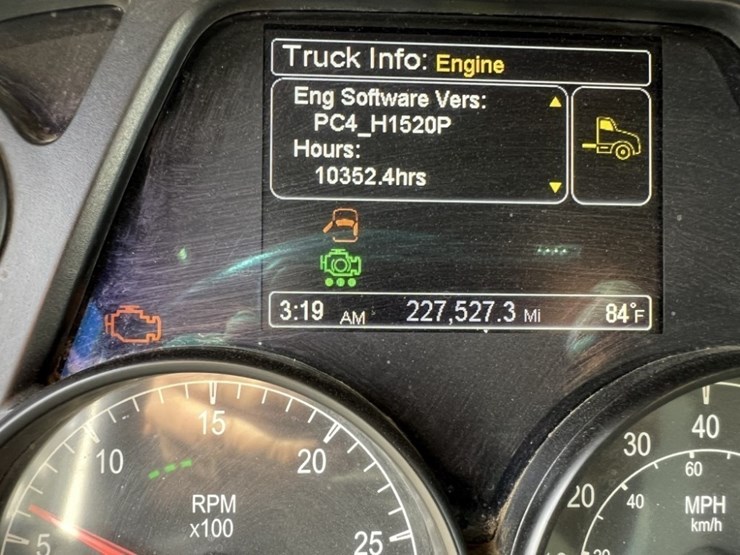 Truck Info: Engine
Eng Software Vers:
PC4_H1520P
Hours:
10352.4hrs
3:19 AM 227,527.3 Mi 84°F
5
10
15
20
25
RPM
x100
20
30
40
40
60
MPH
km/h